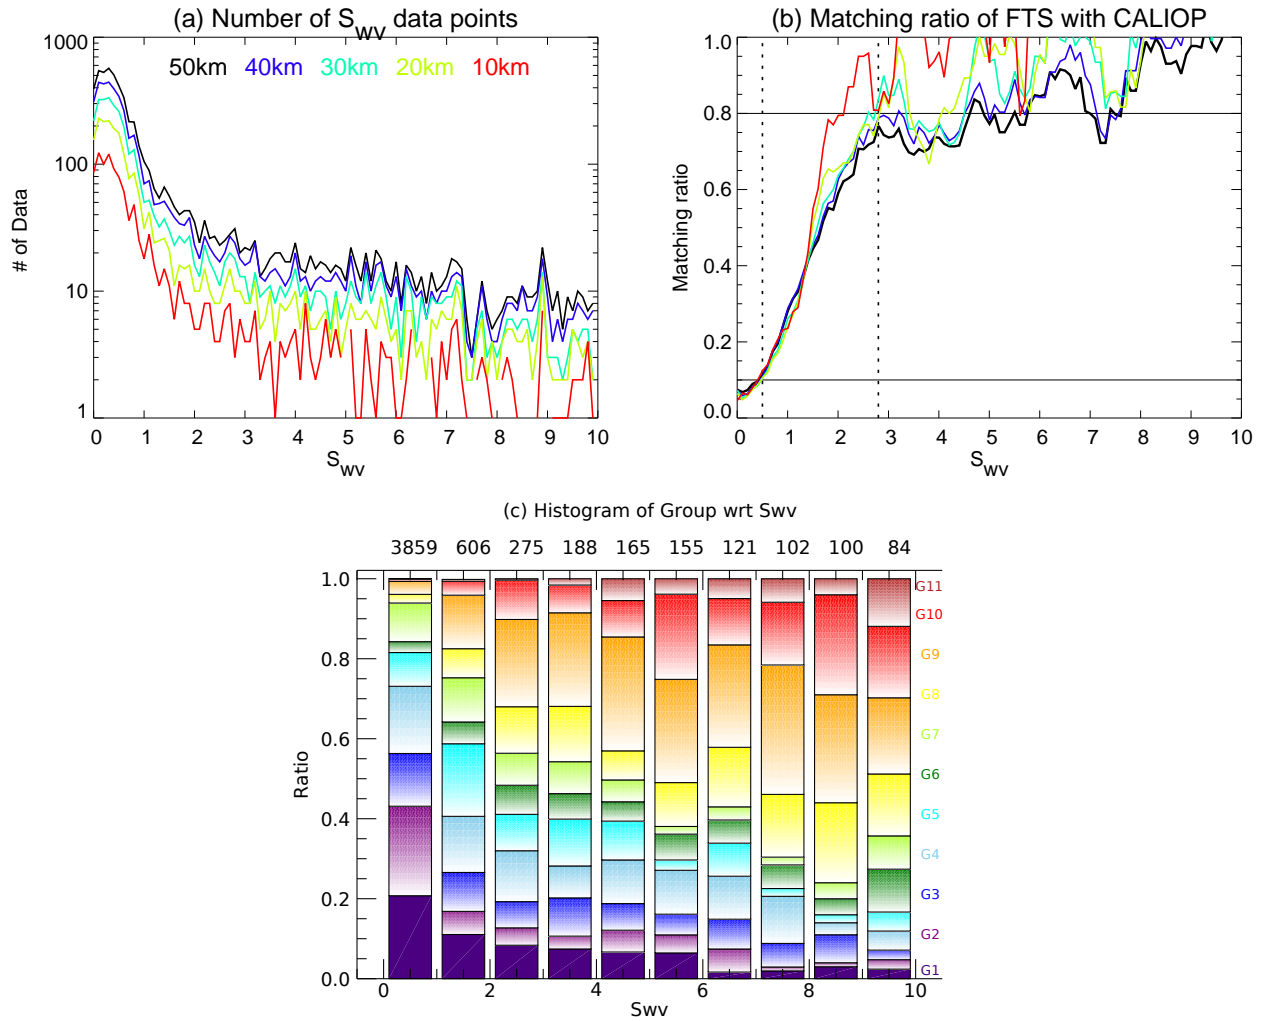 (a) Number of Swv data points
(b) Matching ratio of FTS with CALIOP
50km 40km 30km 20km 10km
1000
100
10
1
# of Data
0 1 2 3 4 5 6 7 8 9 10
Swv
1.0
0.8
0.6
0.4
0.2
0.0
Matching ratio
0 1 2 3 4 5 6 7 8 9 10
Swv
(c) Histogram of Group wrt Swv
3859 606 275 188 165 155 121 102 100 84
1.0
0.8
0.6
0.4
0.2
0.0
Ratio
G11
G10
G9
G8
G7
G6
G5
G4
G3
G2
G1
0 2 4 6 8 10
Swv